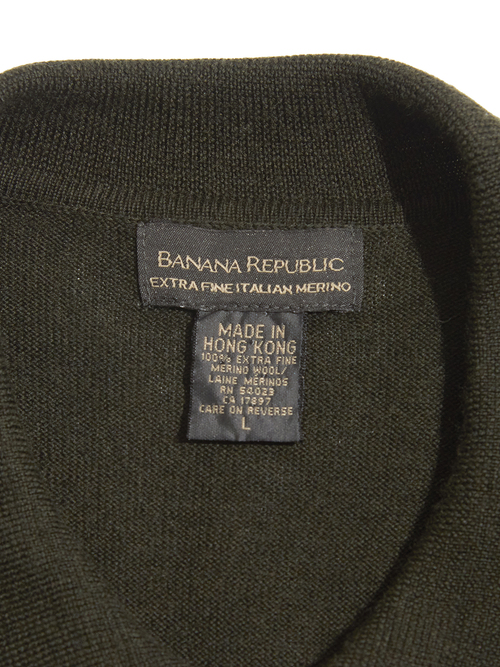 BANANA REPUBLIC
EXTRA FINE ITALIAN MERINO
MADE IN
HONG KONG
100% EXTRA FINE
MERINO WOOL/
LAINE MERINOS
RN 54023
CA 17897
CARE ON REVERSE
L